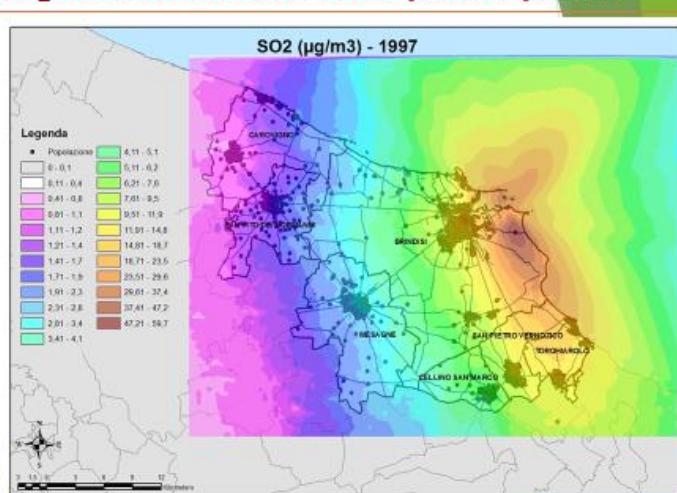 SO2 (µg/m3) - 1997
Legenda
Popolazione
0 - 0,1
0,11 - 0,4
0,41 - 0,8
0,81 - 1,1
1,11 - 1,2
1,21 - 1,4
1,41 - 1,7
1,71 - 1,9
1,91 - 2,3
2,31 - 2,8
2,81 - 3,4
3,41 - 4,1
4,11 - 5,1
5,11 - 6,2
6,21 - 7,6
7,61 - 9,5
9,51 - 11,9
11,91 - 14,8
14,81 - 18,7
18,71 - 23,5
23,51 - 29,6
29,61 - 37,4
37,41 - 47,2
47,21 - 59,7
CAROVIGNO
BRINDISI
MESAGNE
SAN PIETRO VERNOTICO
TORCHIAROLO
CELLINO SAN MARCO
N
E
S